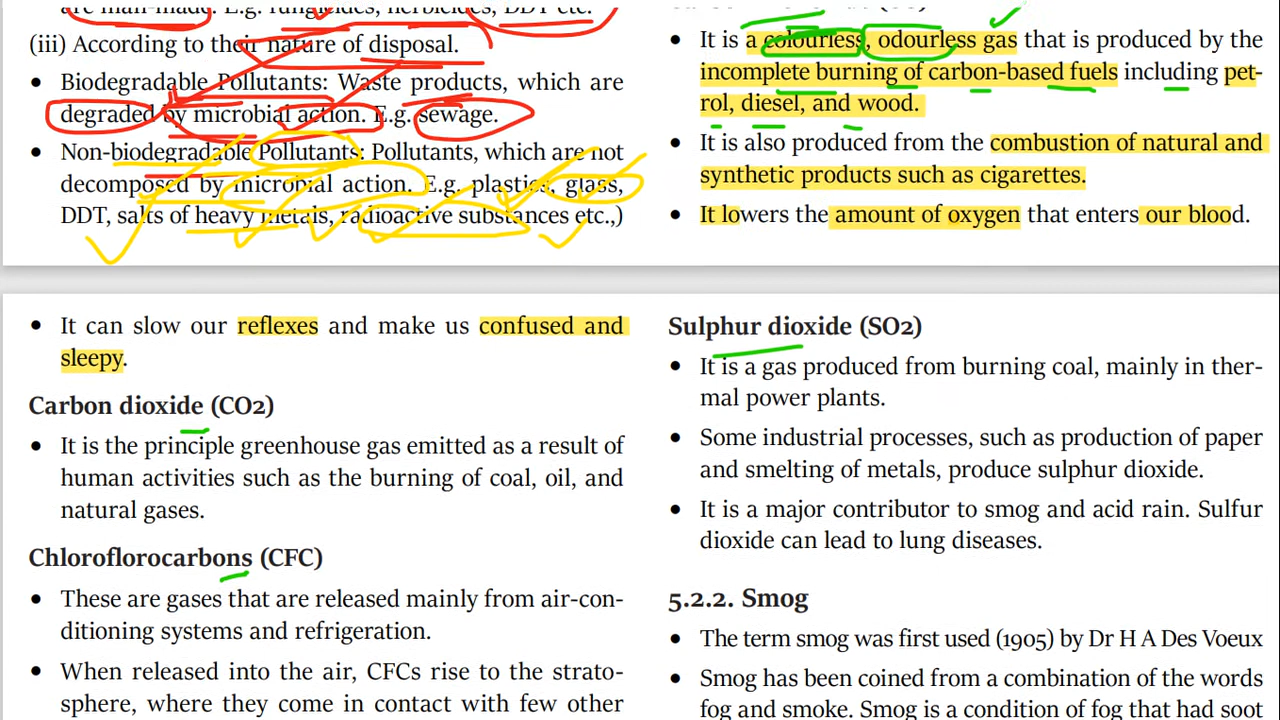 are man-made. E.g. fungicides, herbicides, DDT etc.
(iii) According to their nature of disposal.
• Biodegradable Pollutants: Waste products, which are
degraded by microbial action. E.g. sewage.
• Non-biodegradable Pollutants: Pollutants, which are not
decomposed by microbial action. E.g. plastics, glass,
DDT, salts of heavy metals, radioactive substances etc.,)
• It is a colourless, odourless gas that is produced by the
incomplete burning of carbon-based fuels including pet-
rol, diesel, and wood.
• It is also produced from the combustion of natural and
synthetic products such as cigarettes.
• It lowers the amount of oxygen that enters our blood.
• It can slow our reflexes and make us confused and
sleepy.
Carbon dioxide (CO2)
• It is the principle greenhouse gas emitted as a result of
human activities such as the burning of coal, oil, and
natural gases.
Chloroflorocarbons (CFC)
• These are gases that are released mainly from air-con-
ditioning systems and refrigeration.
• When released into the air, CFCs rise to the strato-
sphere, where they come in contact with few other
Sulphur dioxide (SO2)
• It is a gas produced from burning coal, mainly in ther-
mal power plants.
• Some industrial processes, such as production of paper
and smelting of metals, produce sulphur dioxide.
• It is a major contributor to smog and acid rain. Sulfur
dioxide can lead to lung diseases.
5.2.2. Smog
• The term smog was first used (1905) by Dr H A Des Voeux
• Smog has been coined from a combination of the words
fog and smoke. Smog is a condition of fog that had soot